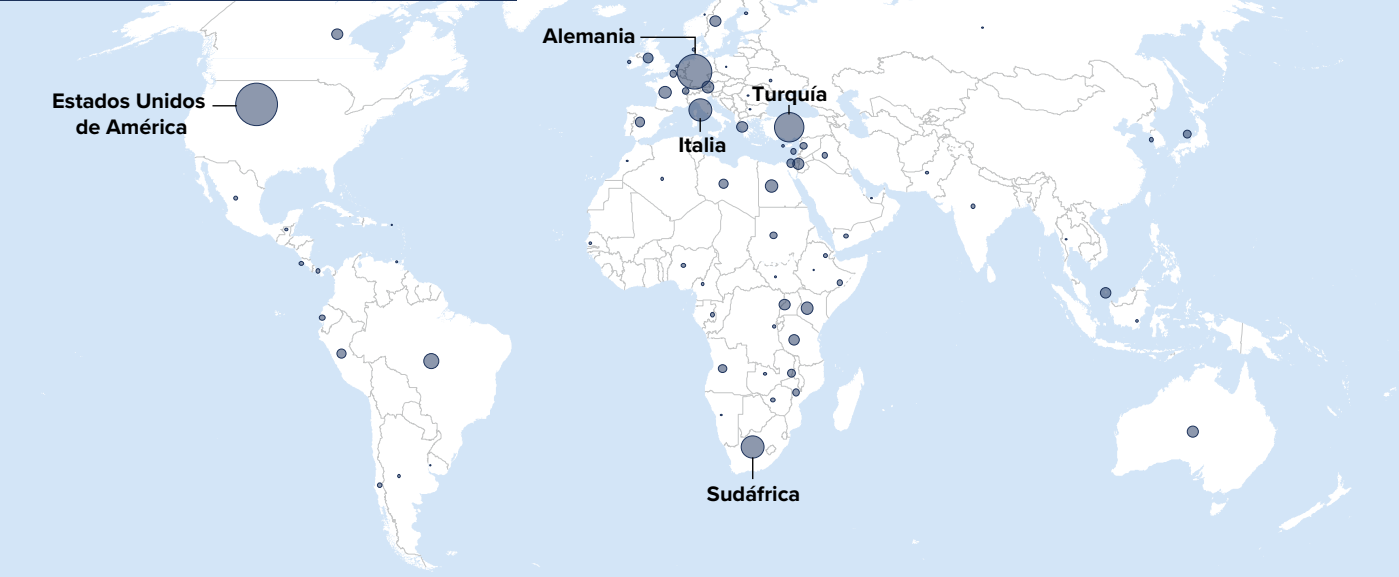 Alemania
Estados Unidos
de América
Turquía
Italia
Sudáfrica